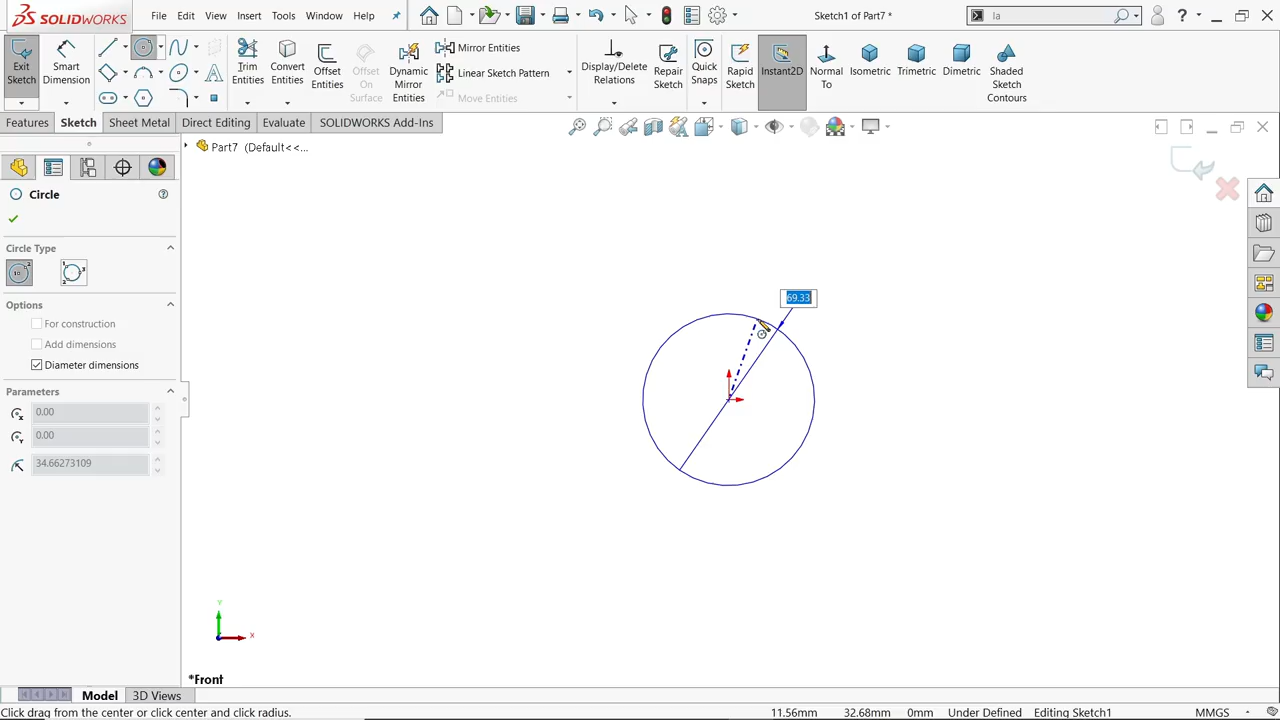 SOLIDWORKS
File
Edit
View
Insert
Tools
Window
Help
Sketch1 of Part7 *
la
Exit Sketch
Smart Dimension
Trim Entities
Convert Entities
Offset Entities
Offset On Surface
Dynamic Mirror Entities
Mirror Entities
Linear Sketch Pattern
Move Entities
Display/Delete Relations
Repair Sketch
Quick Snaps
Rapid Sketch
Instant2D
Normal To
Isometric
Trimetric
Dimetric
Shaded Sketch Contours
Features
Sketch
Sheet Metal
Direct Editing
Evaluate
SOLIDWORKS Add-Ins
Part7 (Default<<...
Circle
Circle Type
Options
For construction
Add dimensions
Diameter dimensions
Parameters
0.00
0.00
34.66273109
69.33
Y
X
*Front
Model
3D Views
Click drag from the center or click center and click radius.
11.56mm
32.68mm
0mm
Under Defined
Editing Sketch1
MMGS